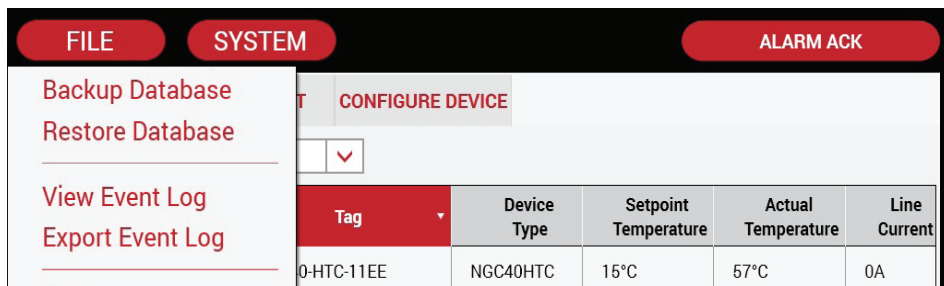 FILE SYSTEM ALARM ACK
Backup Database
Restore Database
View Event Log
Export Event Log
T CONFIGURE DEVICE
Tag Device Type Setpoint Temperature Actual Temperature Line Current
0-HTC-11EE NGC40HTC 15°C 57°C 0A